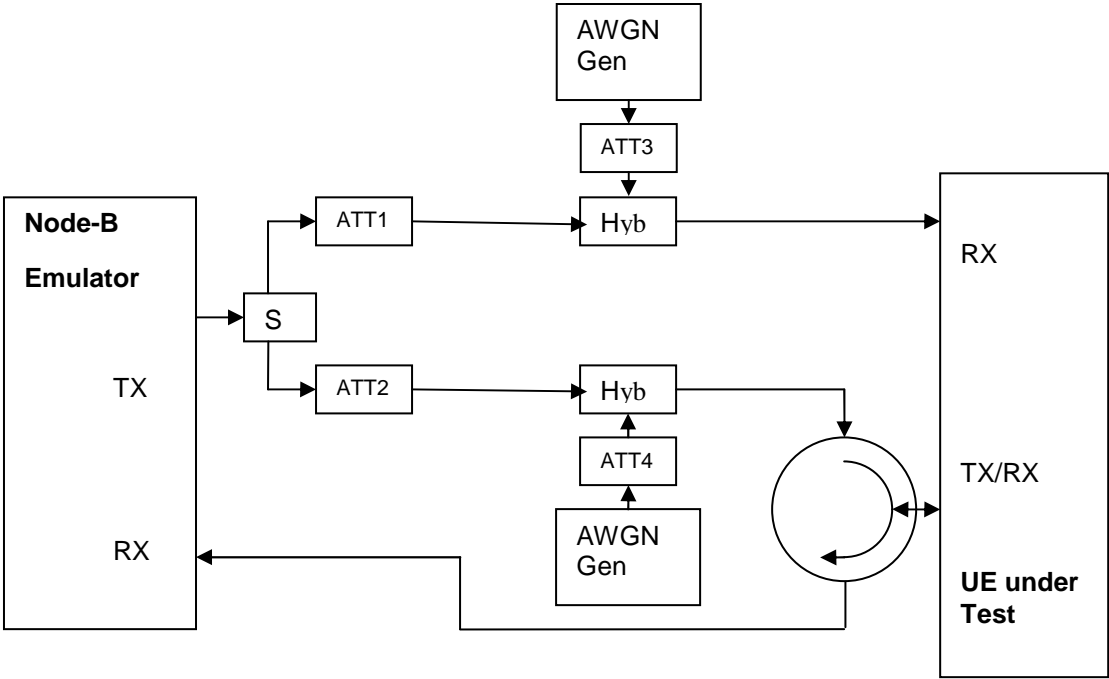 AWGN
Gen
ATT3
Node-B
Emulator
ATT1
Hyb
RX
S
TX
ATT2
Hyb
ATT4
TX/RX
AWGN
Gen
RX
UE under
Test